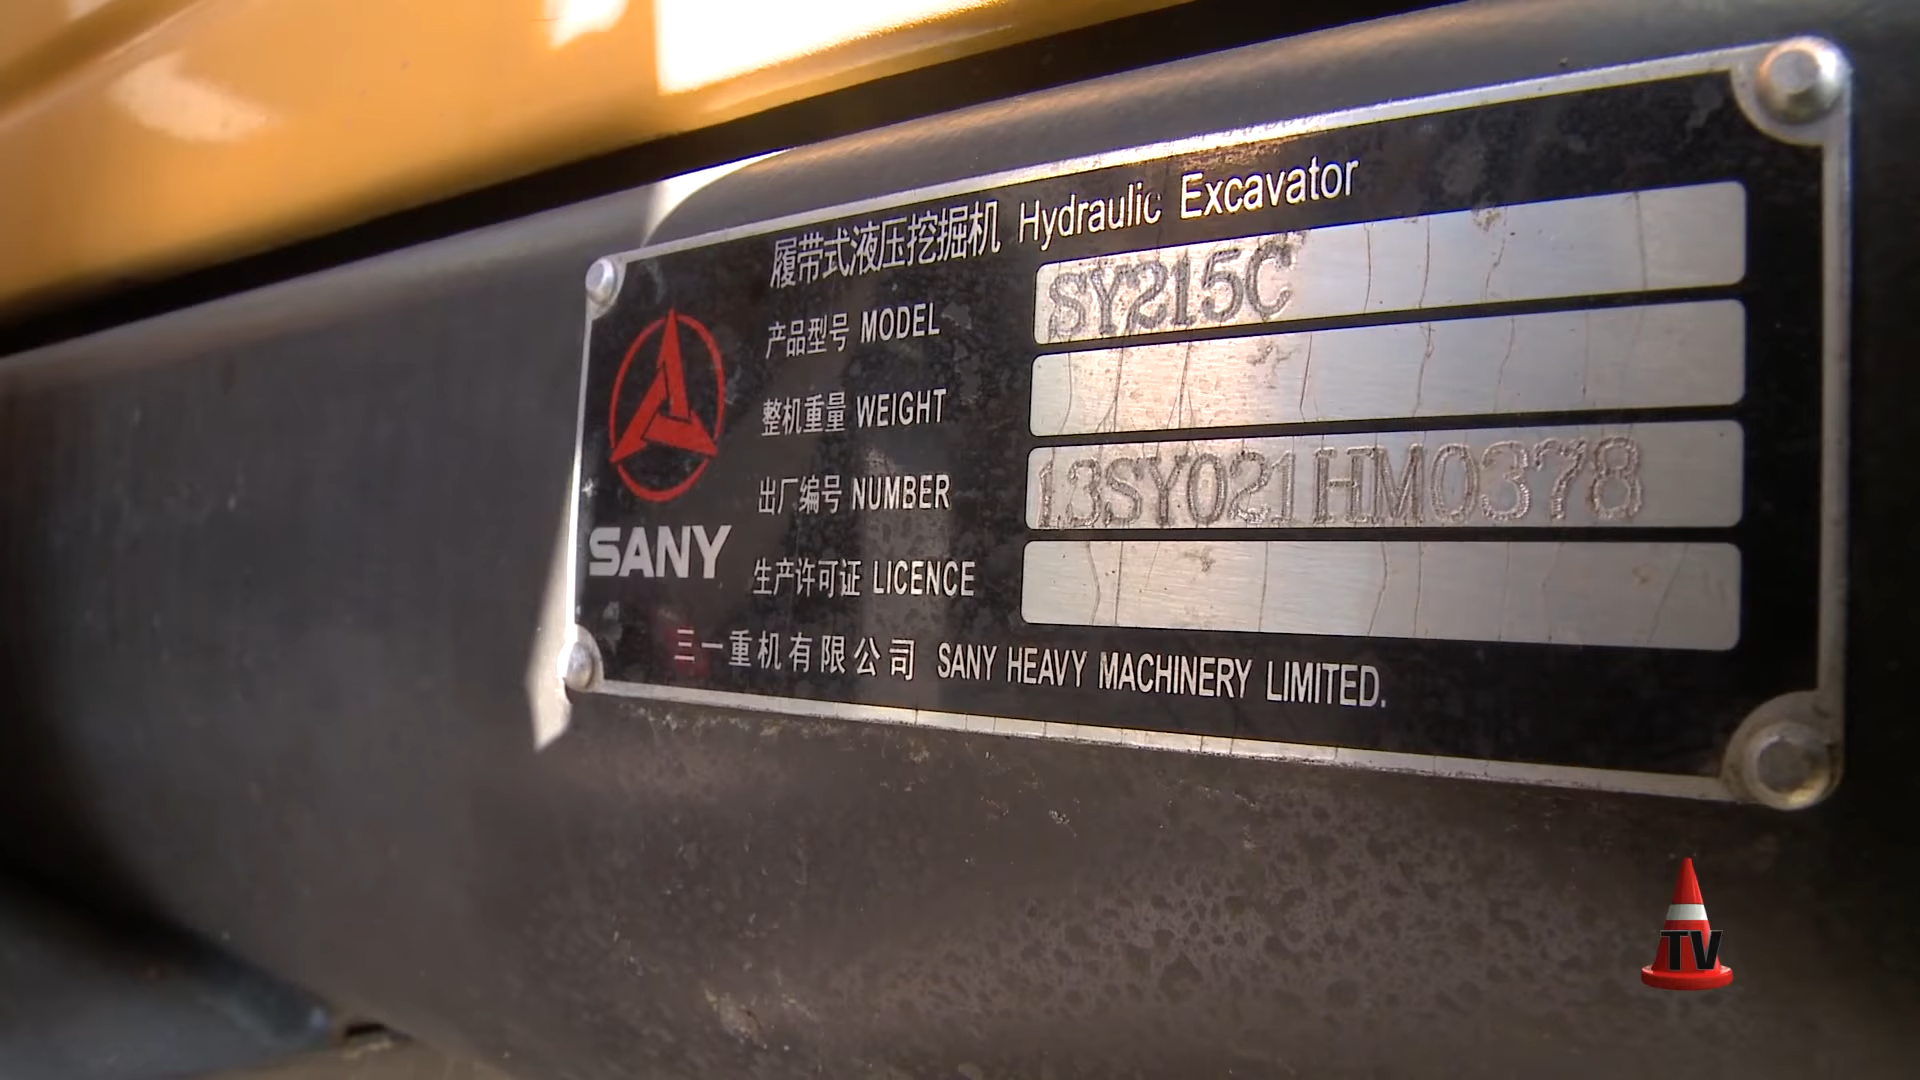 履带式液压挖掘机 Hydraulic Excavator
产品型号 MODEL SY215C
整机重量 WEIGHT
出厂编号 NUMBER 13SY021HM0378
生产许可证 LICENCE
SANY
三一重机有限公司 SANY HEAVY MACHINERY LIMITED.
TV